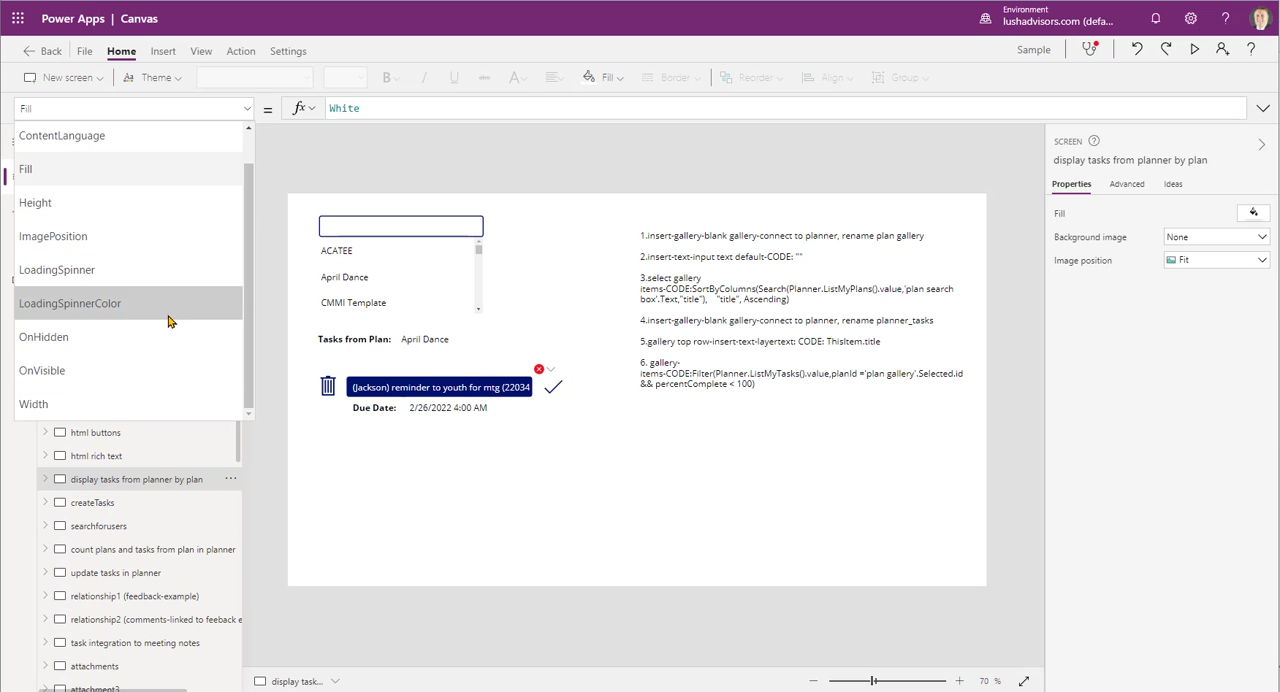 Power Apps | Canvas
Environment
lushadvisors.com (defa...
Back
File
Home
Insert
View
Action
Settings
Sample
New screen
Theme
B
Fill
Border
Reorder
Align
Group
Fill
=
fx
White
ContentLanguage
Fill
Height
ImagePosition
LoadingSpinner
LoadingSpinnerColor
OnHidden
OnVisible
Width
html buttons
html rich text
display tasks from planner by plan
createTasks
searchforusers
count plans and tasks from plan in planner
update tasks in planner
relationship1 (feedback-example)
relationship2 (comments-linked to feeback e
task integration to meeting notes
attachments
attachment3
ACATEE
April Dance
CMMI Template
Tasks from Plan: April Dance
(Jackson) reminder to youth for mtg (22034
Due Date: 2/26/2022 4:00 AM
1.insert-gallery-blank gallery-connect to planner, rename plan gallery
2.insert-text-input text default-CODE: ""
3.select gallery
items-CODE:SortByColumns(Search(Planner.ListMyPlans().value,'plan search
box'.Text,"title"), "title", Ascending)
4.insert-gallery-blank gallery-connect to planner, rename planner_tasks
5.gallery top row-insert-text-layertext: CODE: ThisItem.title
6. gallery-
items-CODE:Filter(Planner.ListMyTasks().value,planId ='plan gallery'.Selected.id
&& percentComplete < 100)
SCREEN
display tasks from planner by plan
Properties
Advanced
Ideas
Fill
Background image
None
Image position
Fit
display task...
70 %